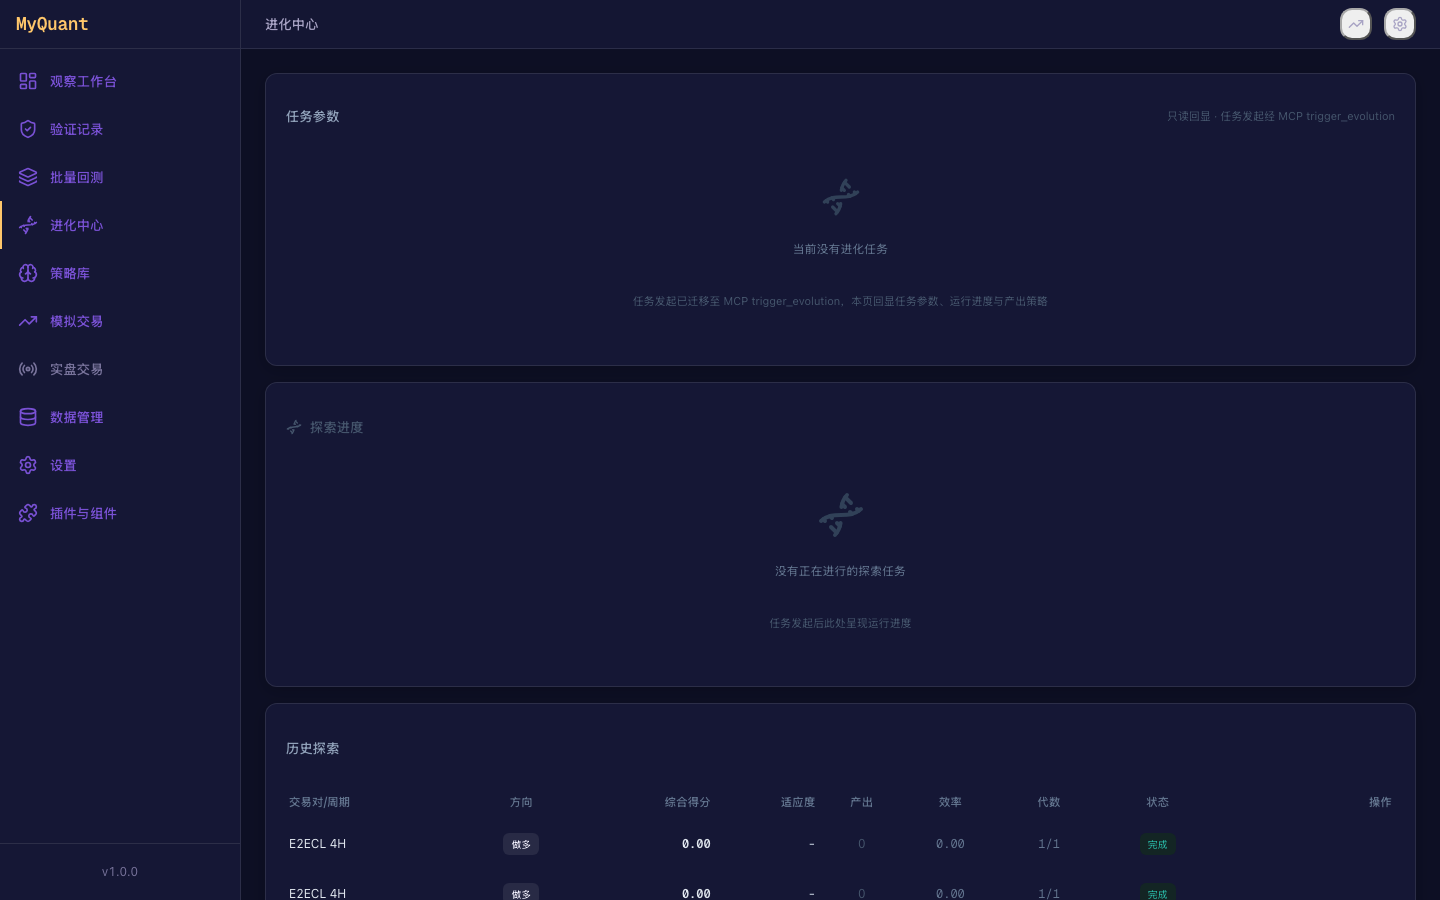 MyQuant
进化中心
观察工作台
验证记录
批量回测
进化中心
策略库
模拟交易
实盘交易
数据管理
设置
插件与组件
v1.0.0
任务参数
只读回显 · 任务发起经 MCP trigger_evolution
当前没有进化任务
任务发起已迁移至 MCP trigger_evolution，本页回显任务参数、运行进度与产出策略
探索进度
没有正在进行的探索任务
任务发起后此处呈现运行进度
历史探索
交易对/周期 方向 综合得分 适应度 产出 效率 代数 状态 操作
E2ECL 4H 做多 0.00 - 0 0.00 1/1 完成
E2ECL 4H 做多 0.00 - 0 0.00 1/1 完成